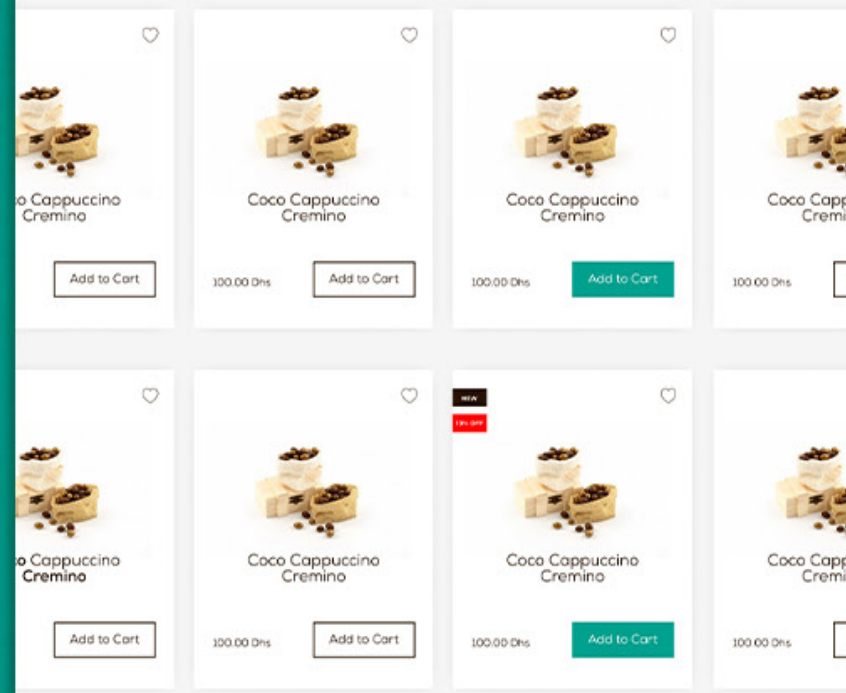 o Cappuccino
Cremino
Add to Cart
Coco Cappuccino
Cremino
100.00 Dhs
Add to Cart
Coco Cappuccino
Cremino
100.00 Dhs
Add to Cart
Coco Capp
Cremi
100.00 Dhs
o Cappuccino
Cremino
Add to Cart
Coco Cappuccino
Cremino
100.00 Dhs
Add to Cart
NEW
OFF
Coco Cappuccino
Cremino
100.00 Dhs
Add to Cart
Coco Capp
Cremi
100.00 Dhs